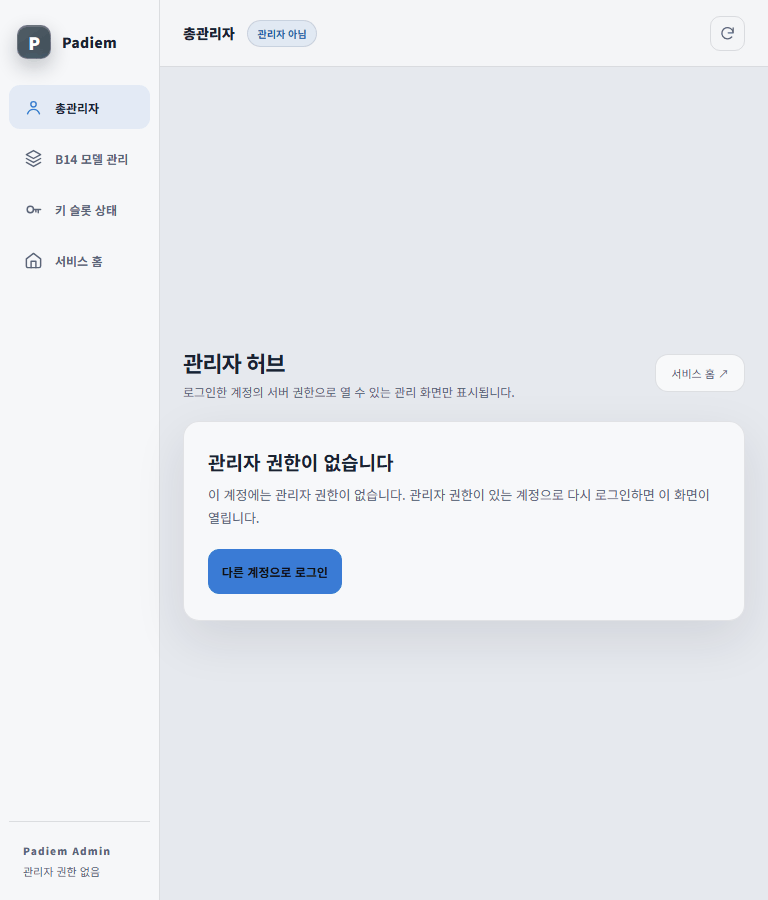 P Padiem
총관리자
B14 모델 관리
키 슬롯 상태
서비스 홈
Padiem Admin
관리자 권한 없음
총관리자 관리자 아님
관리자 허브
로그인한 계정의 서버 권한으로 열 수 있는 관리 화면만 표시됩니다.
서비스 홈 ↗
관리자 권한이 없습니다
이 계정에는 관리자 권한이 없습니다. 관리자 권한이 있는 계정으로 다시 로그인하면 이 화면이
열립니다.
다른 계정으로 로그인